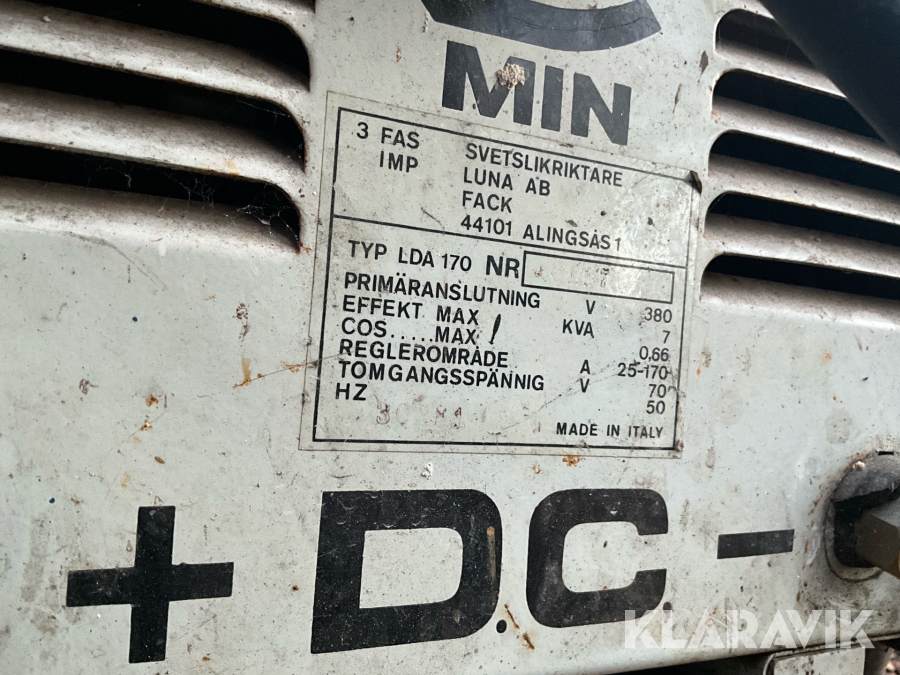 MIN
3 FAS SVETSLIKRIKTARE
IMP LUNA AB
FACK
44101 ALINGSÅS 1
TYP LDA 170 NR
PRIMÄRANSLUTNING V 380
EFFEKT MAX KVA 7
COS.....MAX 0,66
REGLEROMRÅDE A 25-170
TOMGANGSSPÄNNIG V 70
HZ 50
MADE IN ITALY
+ D.C. -
KLARAVIK